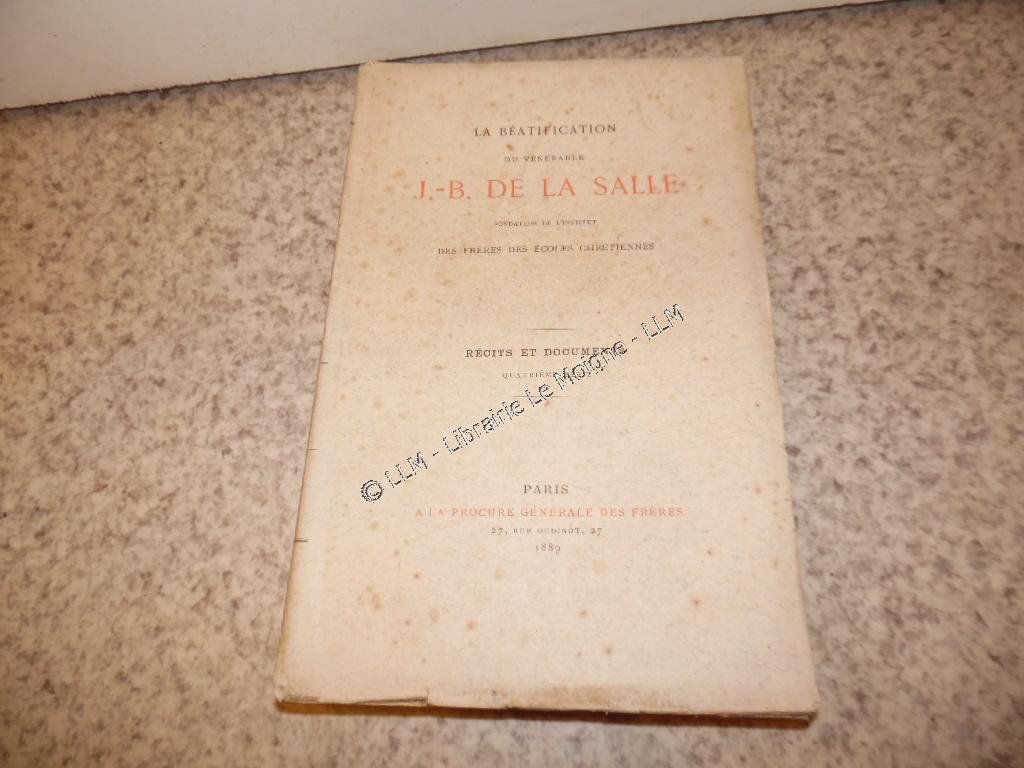 LA BÉATIFICATION
DU VÉNÉRABLE
J.-B. DE LA SALLE
FONDATEUR DE L'INSTITUT
DES FRÈRES DES ÉCOLES CHRÉTIENNES
RÉCITS ET DOCUMENTS
QUATRIÈME
© LLM - Librairie Le Moigne - LLM
PARIS
A LA PROCURE GÉNÉRALE DES FRÈRES
27, RUE OUDINOT, 27
1889